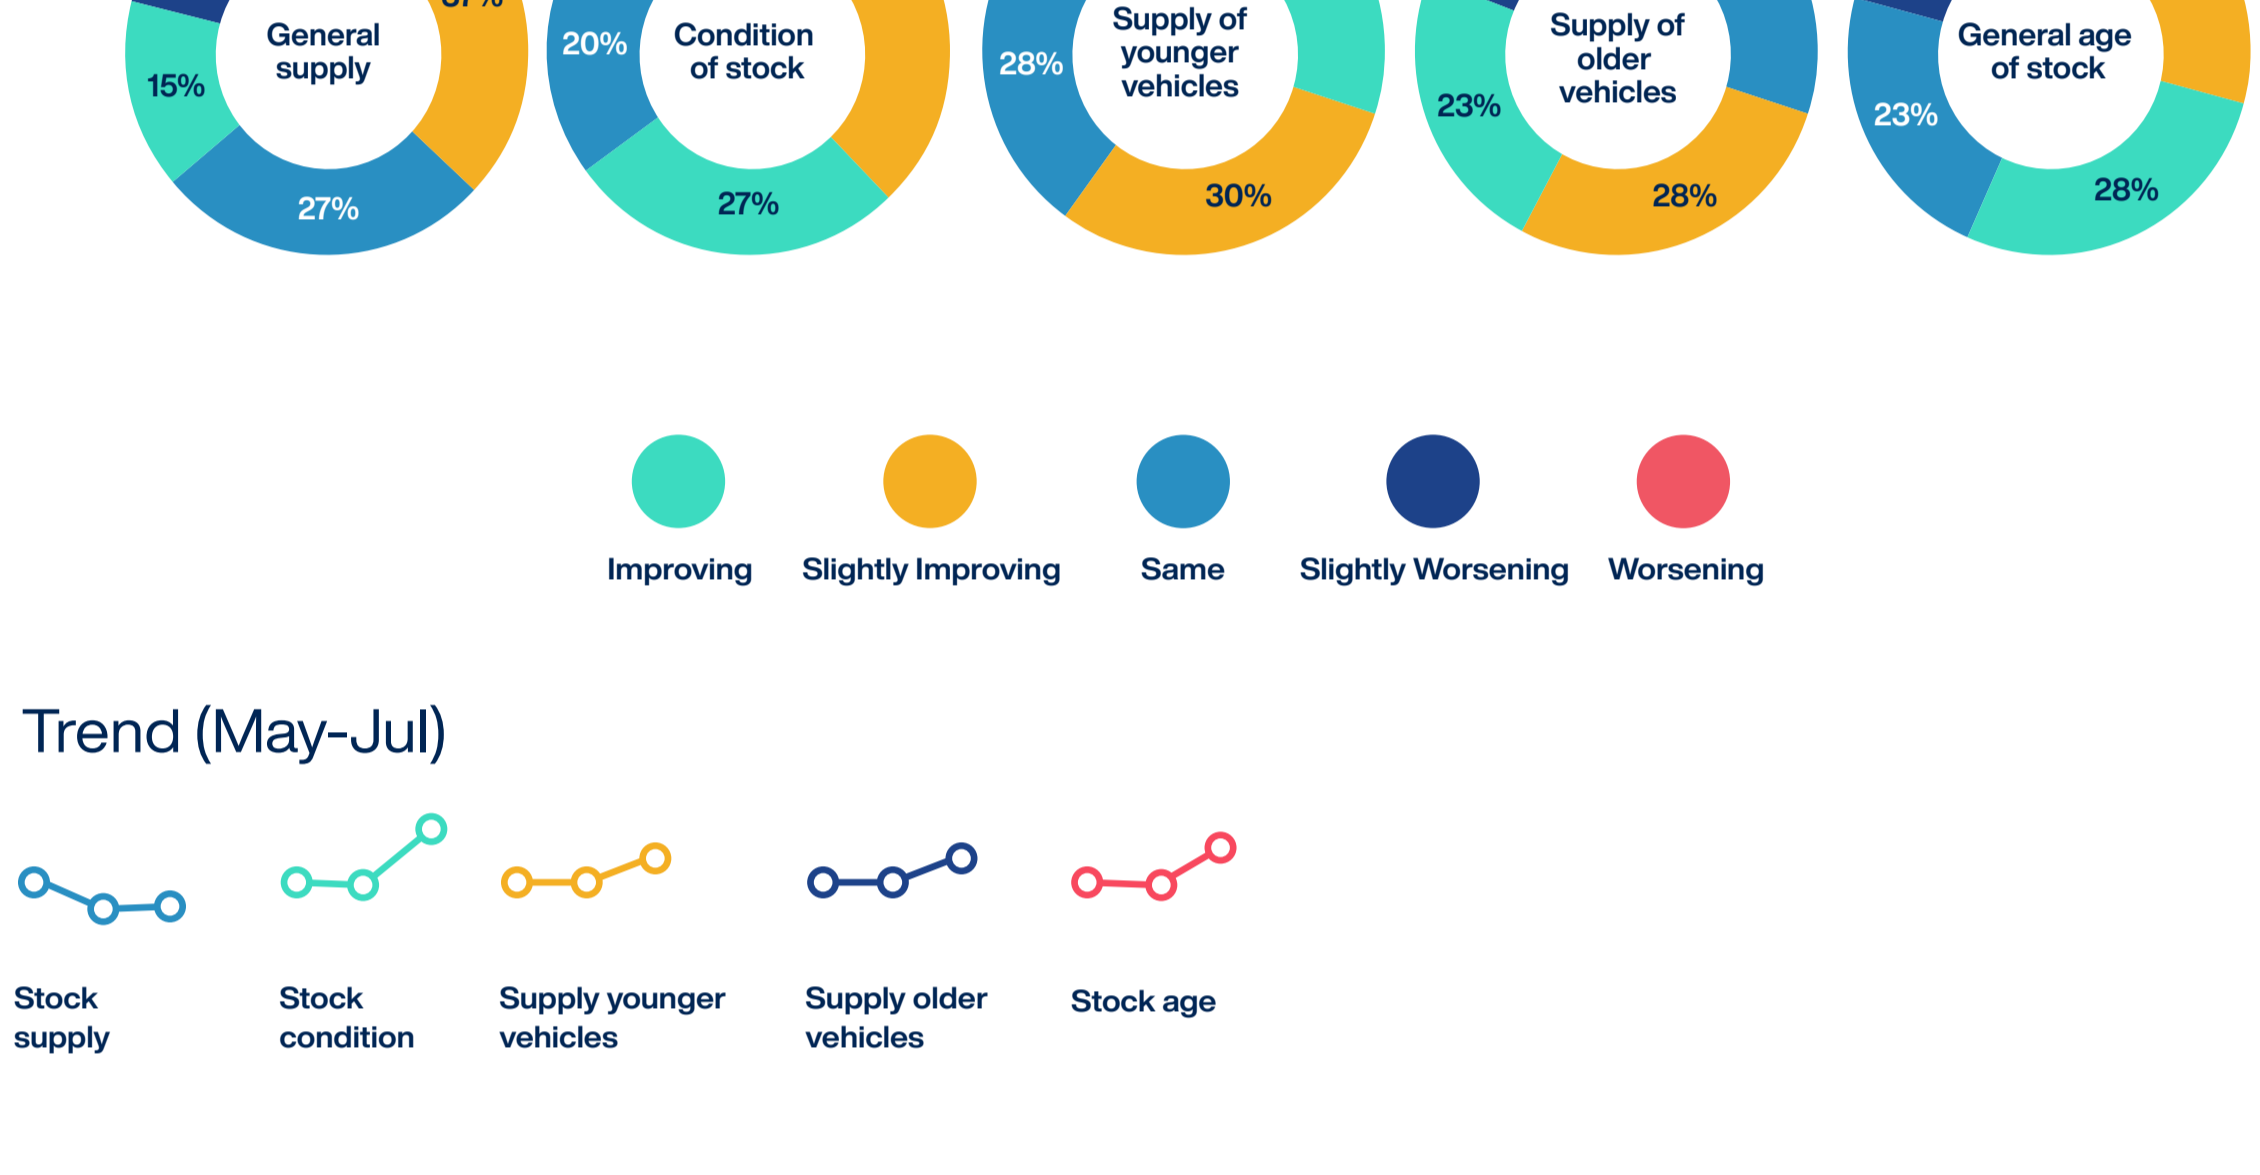 General
supply
15%
27%
Condition
of stock
20%
27%
Supply of
younger
vehicles
28%
30%
Supply of
older
vehicles
23%
28%
General age
of stock
23%
28%
Improving
Slightly Improving
Same
Slightly Worsening
Worsening
Trend (May-Jul)
Stock
supply
Stock
condition
Supply younger
vehicles
Supply older
vehicles
Stock age